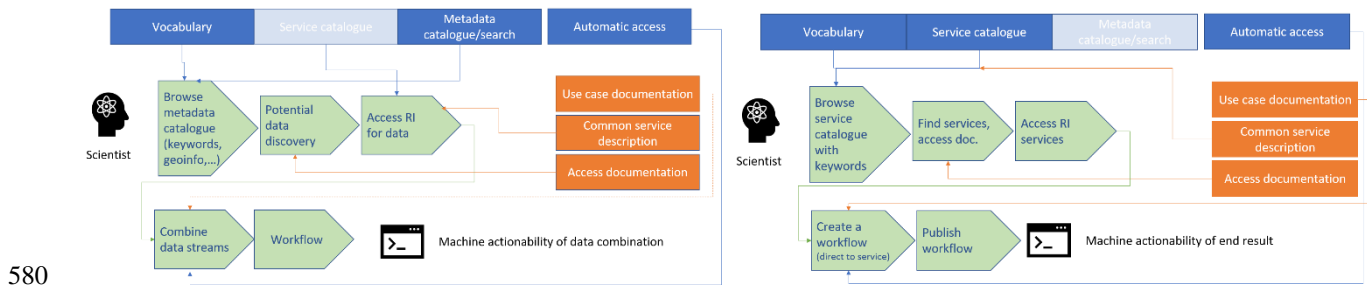 Vocabulary
Service catalogue
Metadata
catalogue/search
Automatic access
Scientist
Browse
metadata
catalogue
(keywords,
geoinfo,...)
Potential
data
discovery
Access RI
for data
Use case documentation
Common service
description
Access documentation
Combine
data streams
Workflow
Machine actionability of data combination
Vocabulary
Service catalogue
Metadata
catalogue/search
Automatic access
Scientist
Browse
service
catalogue
with
keywords
Find services,
access doc.
Access RI
services
Use case documentation
Common service
description
Access documentation
Create a
workflow
(direct to service)
Publish
workflow
Machine actionability of end result
580